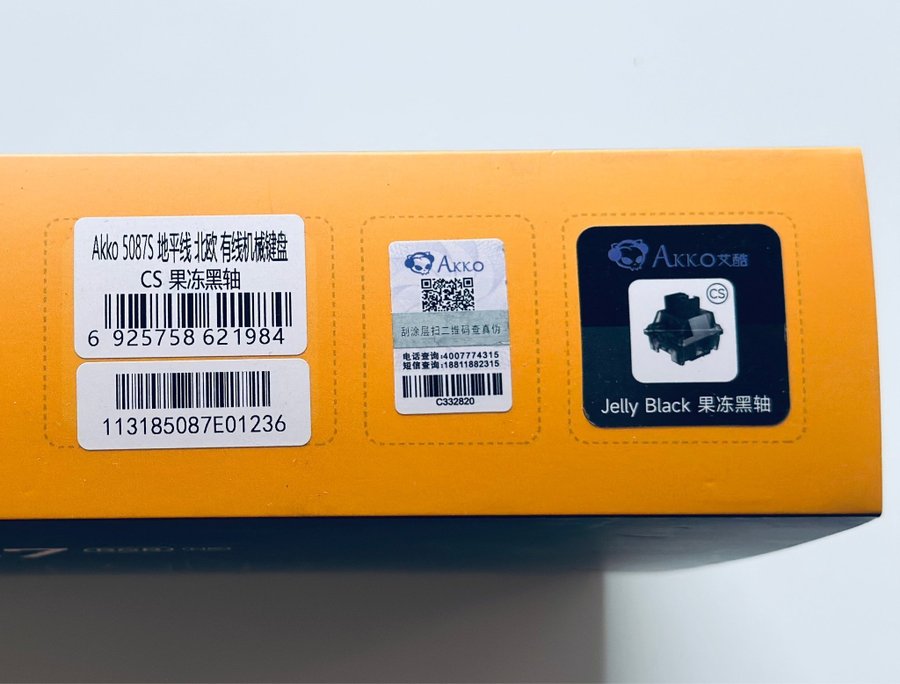 Akko 5087S 地平线 北欧 有线机械键盘
CS 果冻黑轴
6 925758 621984
113185087E01236
AKKO
刮涂层扫二维码查真伪
电话查询:4007774315
短信查询:18811882315
C332820
AKKO艾酷
CS
Jelly Black 果冻黑轴
7